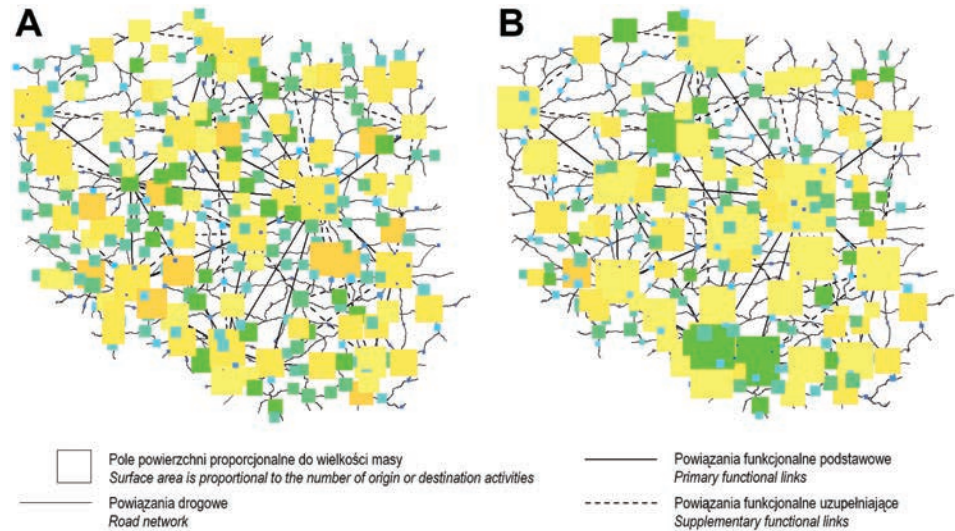 A
B
Pole powierzchni proporcjonalne do wielkości masy
Surface area is proportional to the number of origin or destination activities
Powiązania drogowe
Road network
Powiązania funkcjonalne podstawowe
Primary functional links
Powiązania funkcjonalne uzupełniające
Supplementary functional links